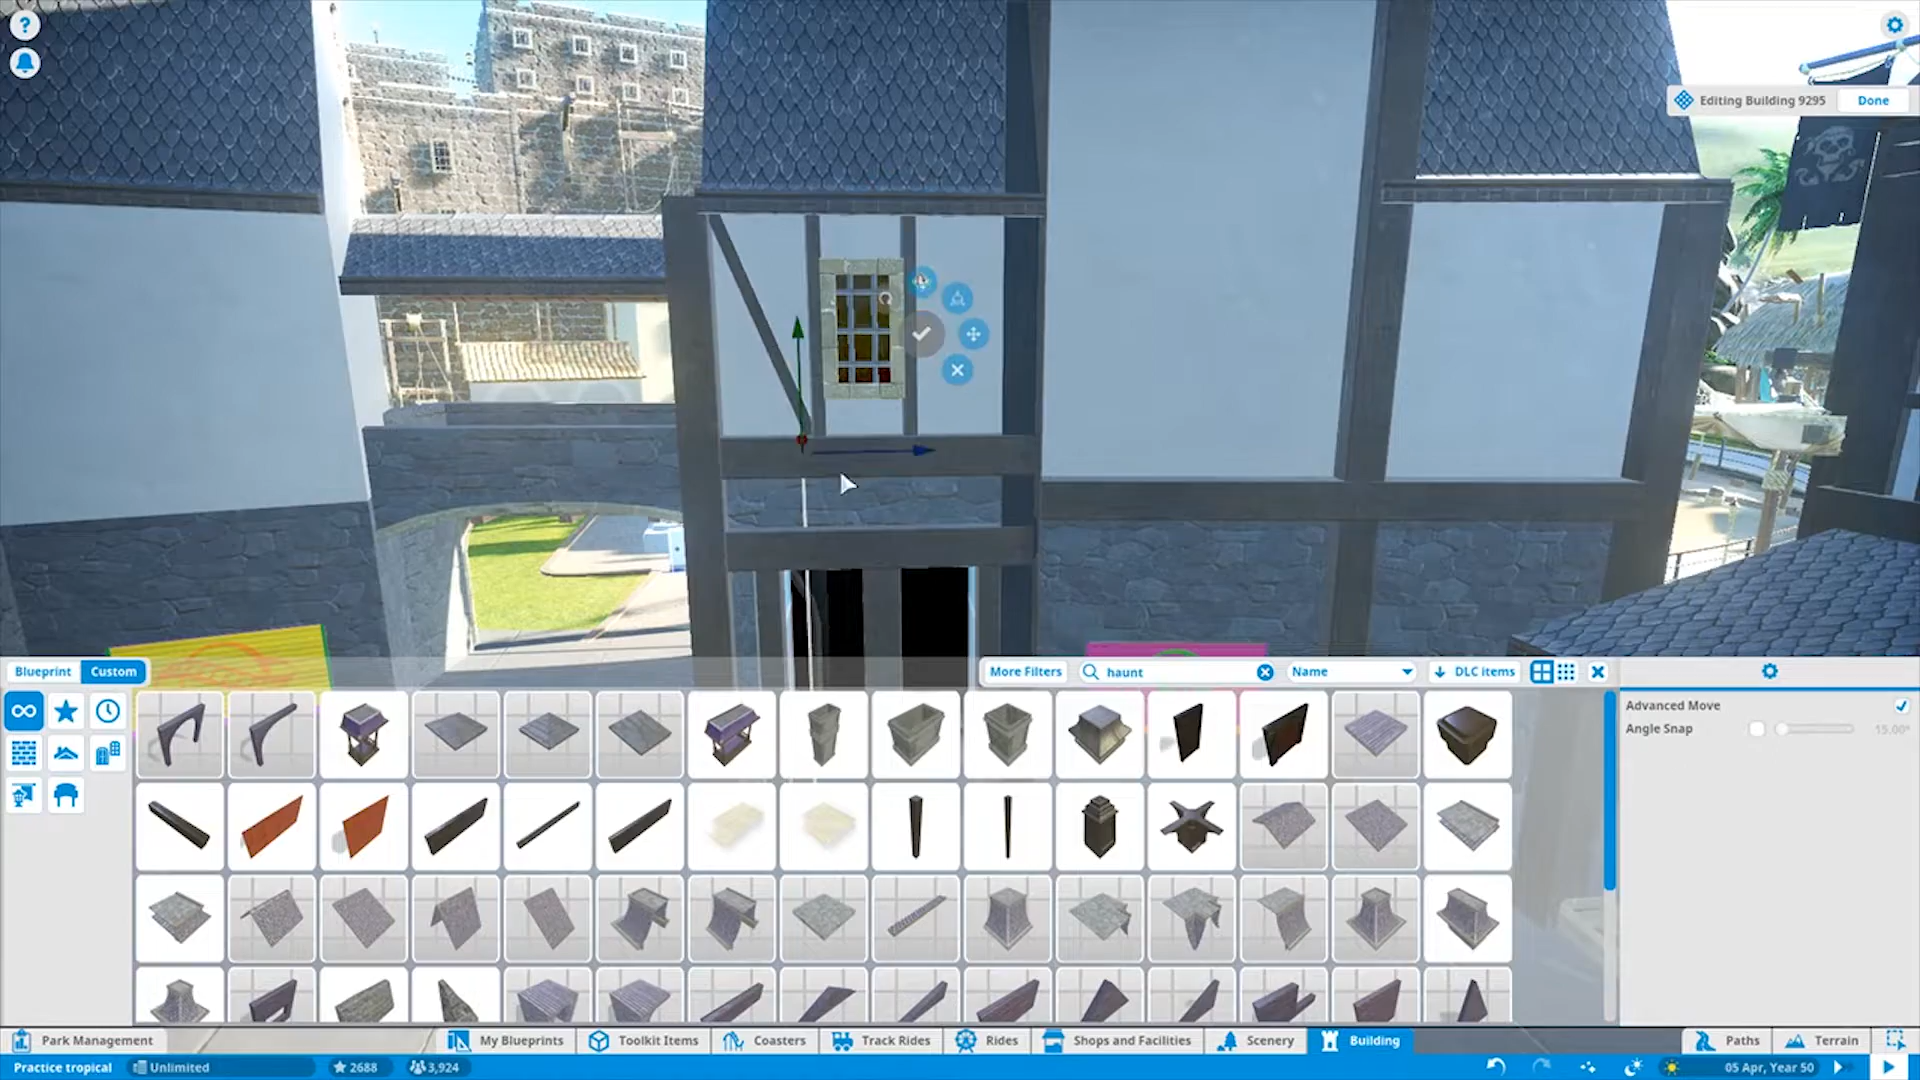 ?
Editing Building 9295 Done
Blueprint Custom
More Filters haunt Name DLC items
Advanced Move
Angle Snap 15.00°
Park Management My Blueprints Toolkit Items Coasters Track Rides Rides Shops and Facilities Scenery Building Paths Terrain
Practice tropical Unlimited 2688 3,924 05 Apr, Year 50